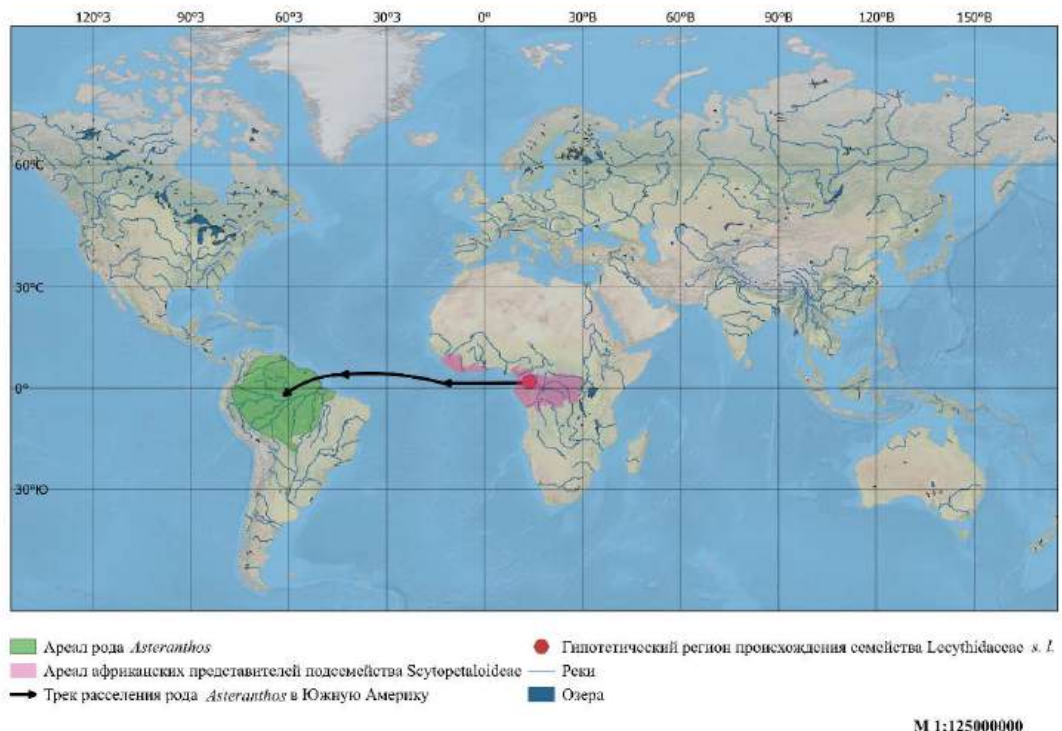 120°З 90°З 60°З 30°З 0° 30°В 60°В 90°В 120°В 150°В
60°С
30°С
0°
30°Ю
Ареал рода Asteranthos
Гипотетический регион происхождения семейства Lecythidaceae s. l.
Ареал африканских представителей подсемейства Scytopetaloideae
Реки
Трек расселения рода Asteranthos в Южную Америку
Озера
М 1:125000000